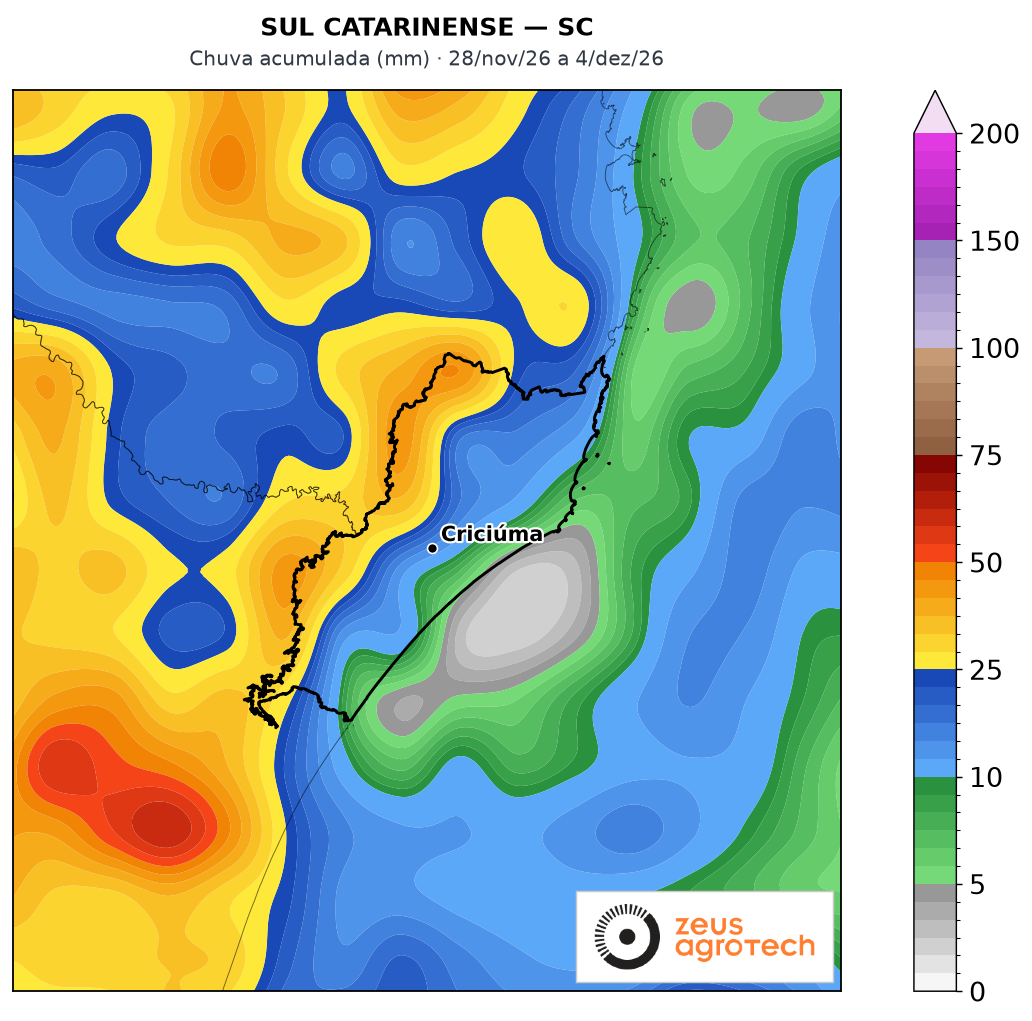 SUL CATARINENSE — SC
Chuva acumulada (mm) · 28/nov/26 a 4/dez/26
200
150
100
75
50
25
10
5
0
Criciúma
zeus
agrotech